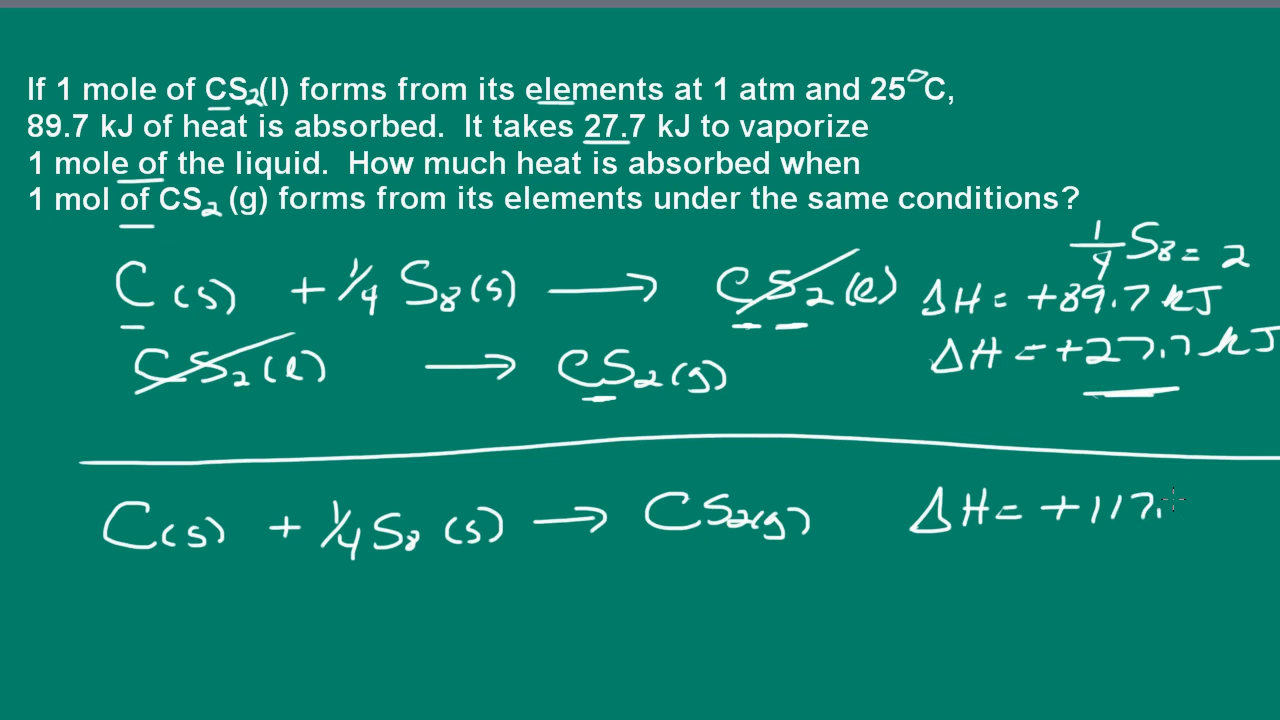 If 1 mole of CS₂(l) forms from its elements at 1 atm and 25°C,
89.7 kJ of heat is absorbed. It takes 27.7 kJ to vaporize
1 mole of the liquid. How much heat is absorbed when
1 mol of CS₂ (g) forms from its elements under the same conditions?
1/4 S₈ = 2
C(s) + 1/4 S₈(s) → CS₂(l) ΔH = +89.7 kJ
CS₂(l) → CS₂(g) ΔH = +27.7 kJ
C(s) + 1/4 S₈(s) → CS₂(g) ΔH = +117.